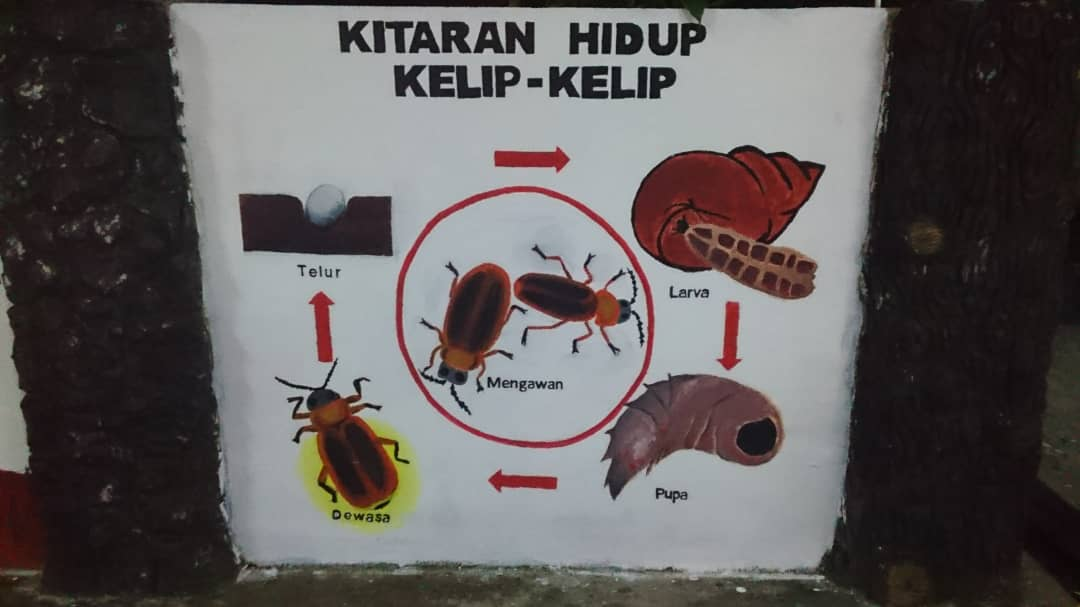 KITARAN HIDUP
KELIP-KELIP
Telur
Larva
Mengawan
Pupa
Dewasa